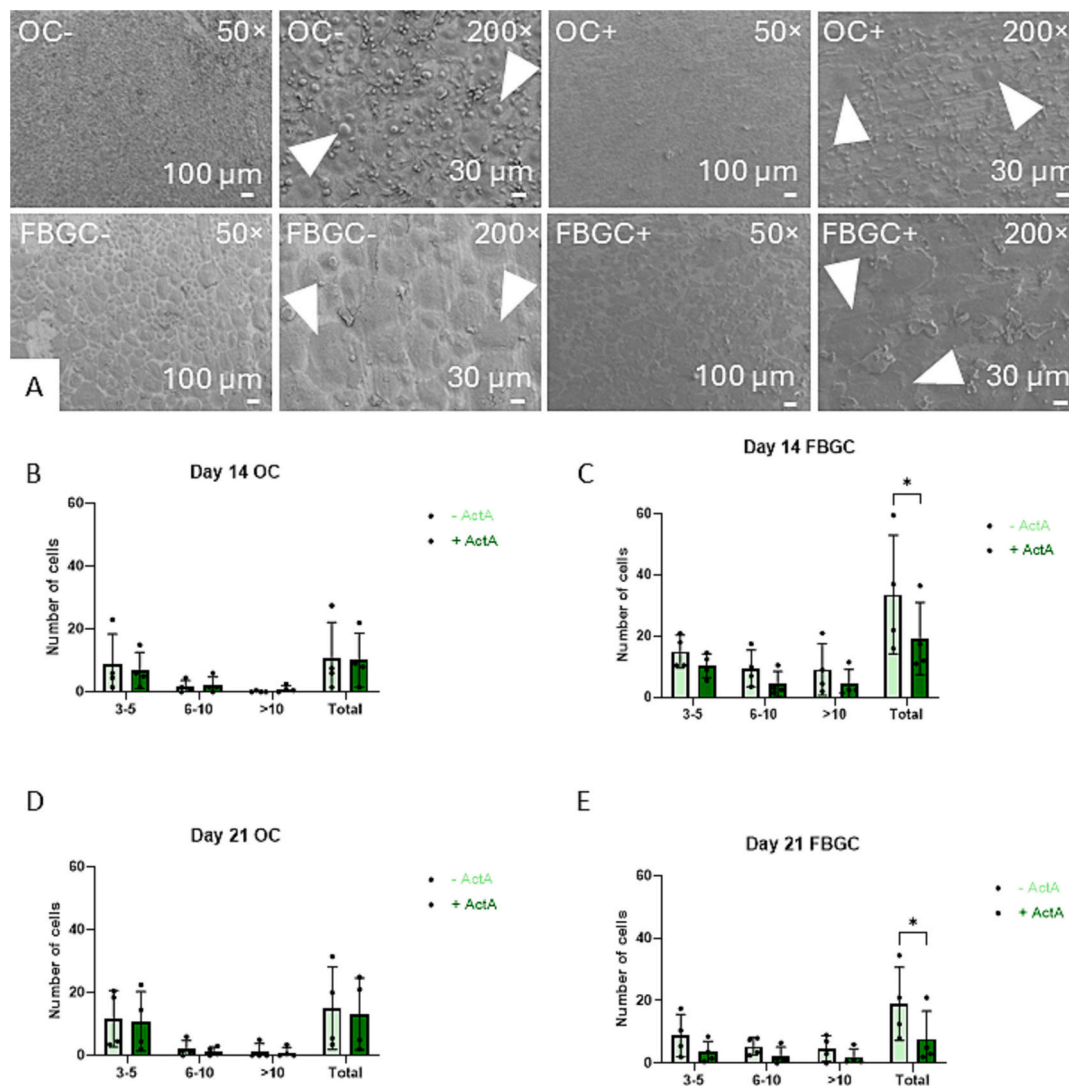 OC- 50×
100 µm
OC- 200×
30 µm
OC+ 50×
100 µm
OC+ 200×
30 µm
FBGC- 50×
100 µm
FBGC- 200×
30 µm
FBGC+ 50×
100 µm
FBGC+ 200×
30 µm
A
B
Day 14 OC
60
40
20
0
Number of cells
3-5 6-10 >10 Total
- ActA
+ ActA
C
Day 14 FBGC
60
40
20
0
Number of cells
*
3-5 6-10 >10 Total
- ActA
+ ActA
D
Day 21 OC
60
40
20
0
Number of cells
3-5 6-10 >10 Total
- ActA
+ ActA
E
Day 21 FBGC
60
40
20
0
Number of cells
*
3-5 6-10 >10 Total
- ActA
+ ActA